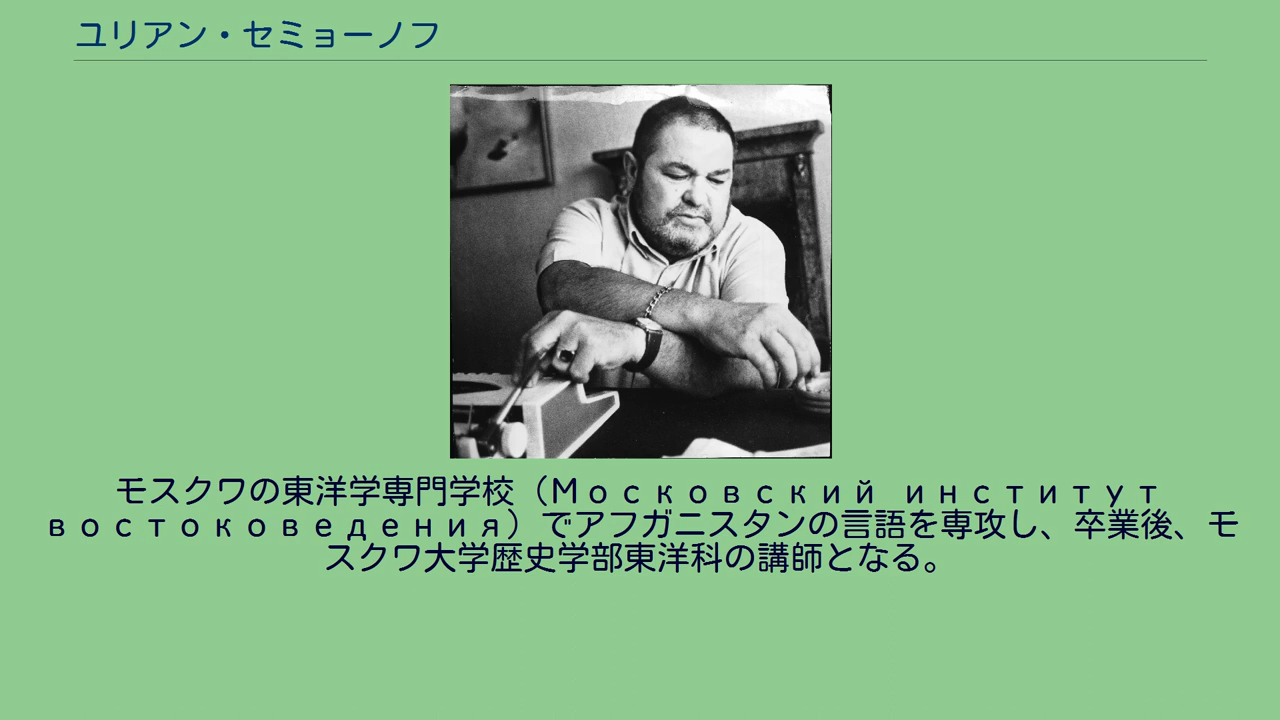 ユリアン・セミョーノフ
モスクワの東洋学専門学校（Московский институт
востоковедения）でアフガニスタンの言語を専攻し、卒業後、モ
スクワ大学歴史学部東洋科の講師となる。